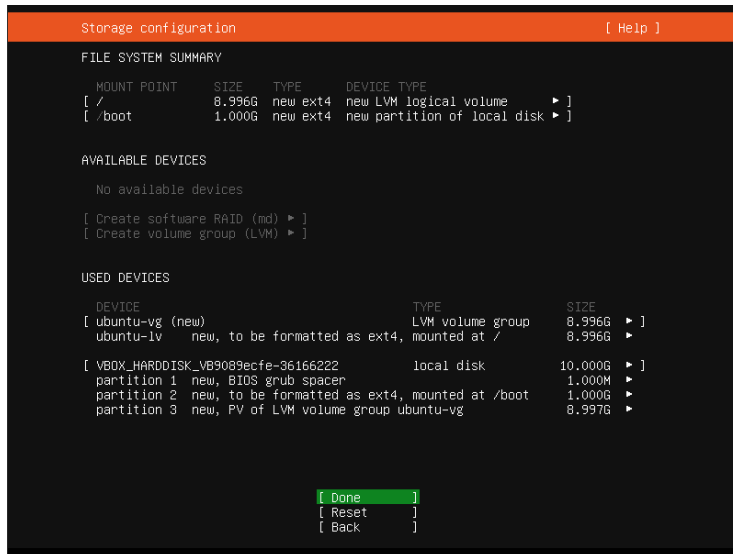 Storage configuration [ Help ]
FILE SYSTEM SUMMARY
MOUNT POINT SIZE TYPE DEVICE TYPE
[ / 8.996G new ext4 new LVM logical volume ▸ ]
[ /boot 1.000G new ext4 new partition of local disk ▸ ]
AVAILABLE DEVICES
No available devices
[ Create software RAID (md) ▸ ]
[ Create volume group (LVM) ▸ ]
USED DEVICES
DEVICE TYPE SIZE
[ ubuntu-vg (new) LVM volume group 8.996G ▸ ]
ubuntu-lv new, to be formatted as ext4, mounted at / 8.996G ▸
[ VBOX_HARDDISK_VB9089ecfe-36166222 local disk 10.000G ▸ ]
partition 1 new, BIOS grub spacer 1.000M ▸
partition 2 new, to be formatted as ext4, mounted at /boot 1.000G ▸
partition 3 new, PV of LVM volume group ubuntu-vg 8.997G ▸
[ Done ]
[ Reset ]
[ Back ]